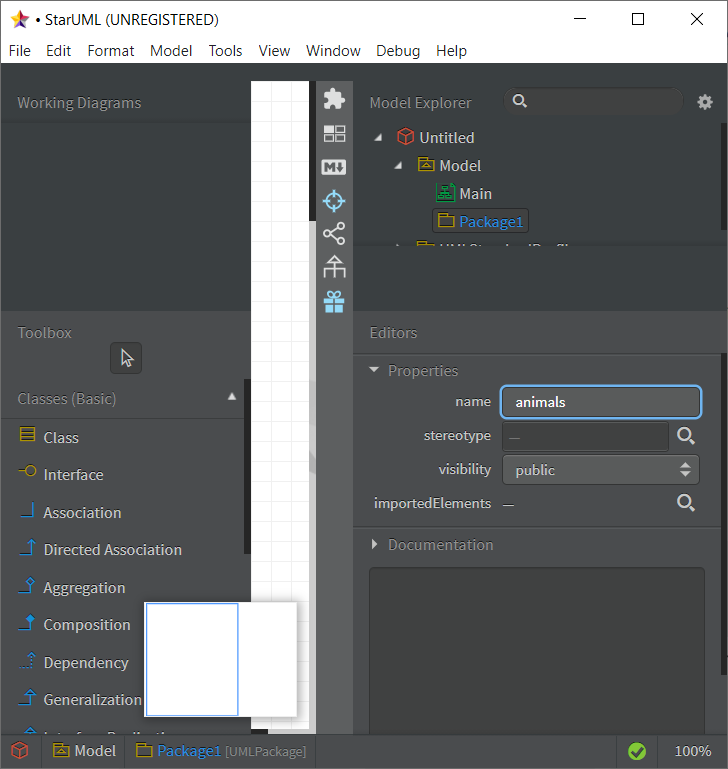 • StarUML (UNREGISTERED)
File Edit Format Model Tools View Window Debug Help
Working Diagrams
Model Explorer
Untitled
Model
Main
Package1
Toolbox
Classes (Basic)
Class
Interface
Association
Directed Association
Aggregation
Composition
Dependency
Generalization
M
Editors
Properties
name animals
stereotype —
visibility public
importedElements —
Documentation
Model Package1 [UMLPackage] 100%